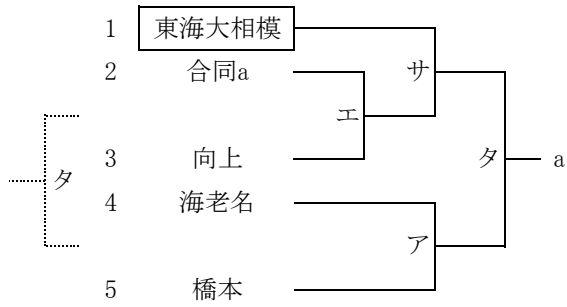 1 東海大相模
2 合同a サ
エ
タ 3 向上 タ a
4 海老名
ア
5 橋本